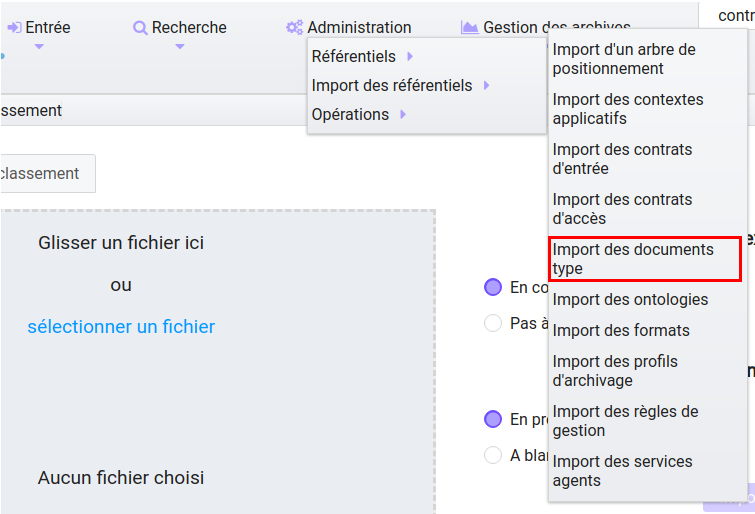 Entrée
Recherche
Administration
Gestion des archives
contr
Référentiels
Import des référentiels
Opérations
Import d'un arbre de
positionnement
Import des contextes
applicatifs
Import des contrats
d'entrée
Import des contrats
d'accès
Import des documents
type
Import des ontologies
Import des formats
Import des profils
d'archivage
Import des règles de
gestion
Import des services
agents
ssement
classement
Glisser un fichier ici
ou
sélectionner un fichier
Aucun fichier choisi
En co
Pas à
En pr
A blan